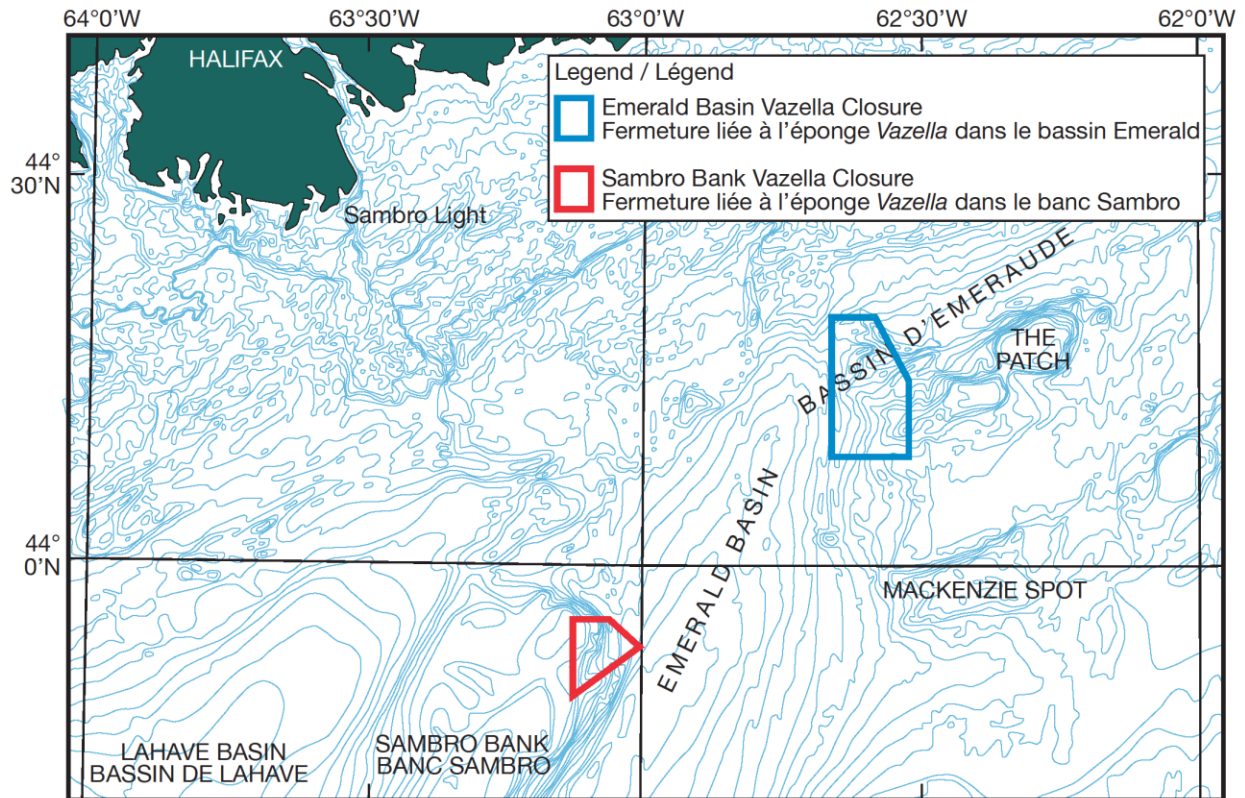 64°0'W 63°30'W 63°0'W 62°30'W 62°0'W
HALIFAX
Legend / Légend
Emerald Basin Vazella Closure
Fermeture liée à l'éponge Vazella dans le bassin Emerald
Sambro Bank Vazella Closure
Fermeture liée à l'éponge Vazella dans le banc Sambro
44°
30'N
Sambro Light
BASSIN D'EMERAUDE
THE
PATCH
EMERALD BASIN
44°
0'N
MACKENZIE SPOT
LAHAVE BASIN
BASSIN DE LAHAVE
SAMBRO BANK
BANC SAMBRO